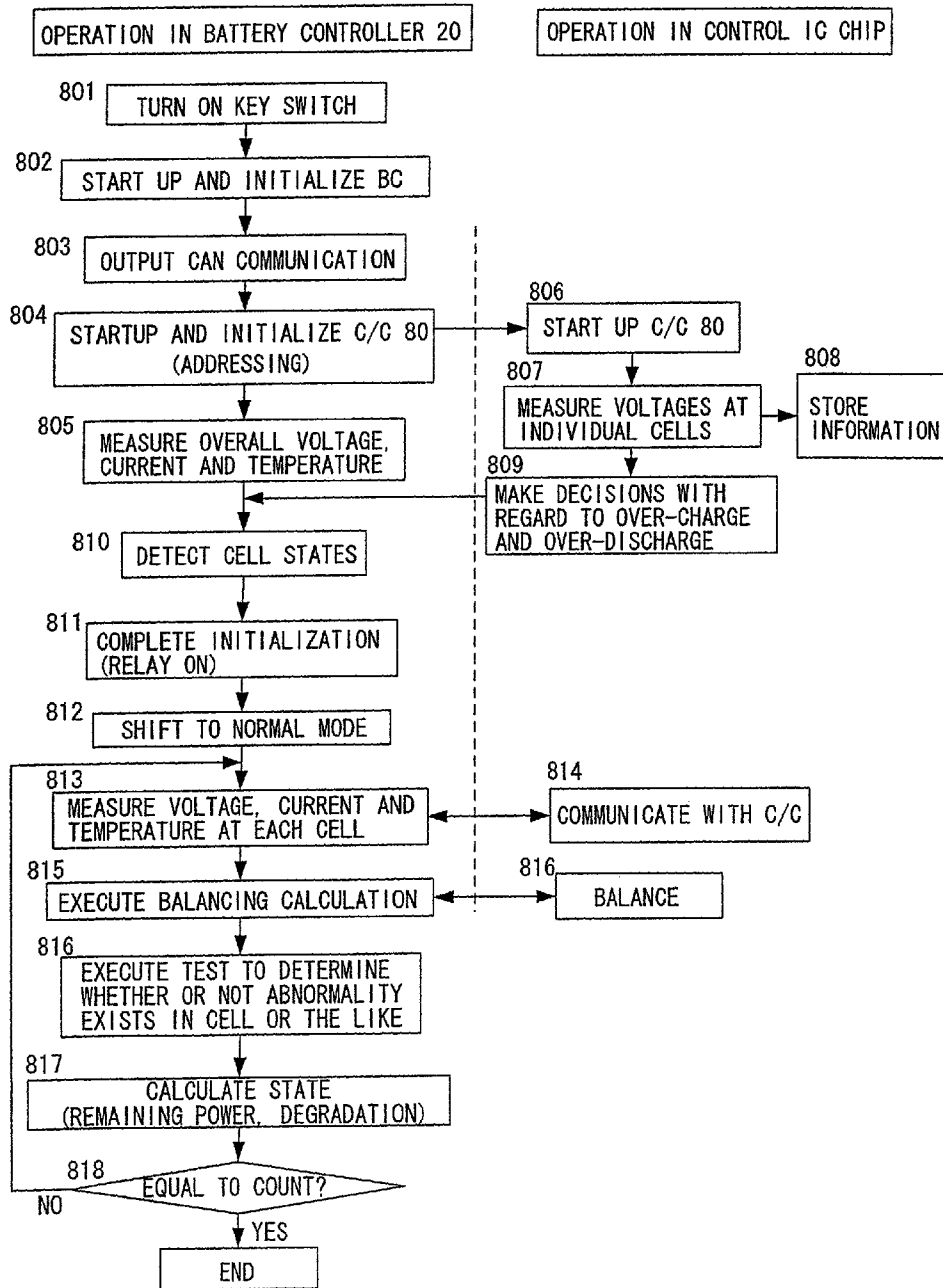 OPERATION IN BATTERY CONTROLLER 20
OPERATION IN CONTROL IC CHIP
801
TURN ON KEY SWITCH
802
START UP AND INITIALIZE BC
803
OUTPUT CAN COMMUNICATION
804
STARTUP AND INITIALIZE C/C 80
(ADDRESSING)
806
START UP C/C 80
805
MEASURE OVERALL VOLTAGE,
CURRENT AND TEMPERATURE
807
MEASURE VOLTAGES AT
INDIVIDUAL CELLS
808
STORE
INFORMATION
809
MAKE DECISIONS WITH
REGARD TO OVER-CHARGE
AND OVER-DISCHARGE
810
DETECT CELL STATES
811
COMPLETE INITIALIZATION
(RELAY ON)
812
SHIFT TO NORMAL MODE
813
MEASURE VOLTAGE, CURRENT AND
TEMPERATURE AT EACH CELL
814
COMMUNICATE WITH C/C
815
EXECUTE BALANCING CALCULATION
816
BALANCE
816
EXECUTE TEST TO DETERMINE
WHETHER OR NOT ABNORMALITY
EXISTS IN CELL OR THE LIKE
817
CALCULATE STATE
(REMAINING POWER, DEGRADATION)
818
EQUAL TO COUNT?
NO
YES
END